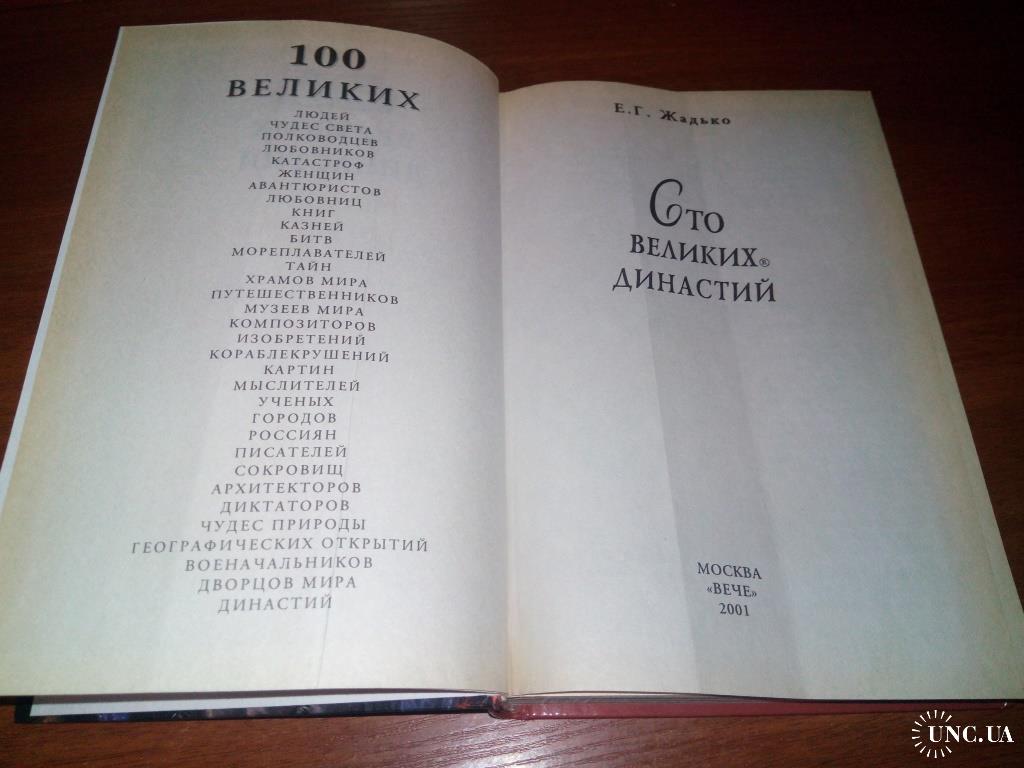 100
ВЕЛИКИХ
ЛЮДЕЙ
ЧУДЕС СВЕТА
ПОЛКОВОДЦЕВ
ЛЮБОВНИКОВ
КАТАСТРОФ
ЖЕНЩИН
АВАНТЮРИСТОВ
ЛЮБОВНИЦ
КНИГ
КАЗНЕЙ
БИТВ
МОРЕПЛАВАТЕЛЕЙ
ТАЙН
ХРАМОВ МИРА
ПУТЕШЕСТВЕННИКОВ
МУЗЕЕВ МИРА
КОМПОЗИТОРОВ
ИЗОБРЕТЕНИЙ
КОРАБЛЕКРУШЕНИЙ
КАРТИН
МЫСЛИТЕЛЕЙ
УЧЕНЫХ
ГОРОДОВ
РОССИЯН
ПИСАТЕЛЕЙ
СОКРОВИЩ
АРХИТЕКТОРОВ
ДИКТАТОРОВ
ЧУДЕС ПРИРОДЫ
ГЕОГРАФИЧЕСКИХ ОТКРЫТИЙ
ВОЕНАЧАЛЬНИКОВ
ДВОРЦОВ МИРА
ДИНАСТИЙ
Е.Г. Жадько
Сто
ВЕЛИКИХ®
ДИНАСТИЙ
МОСКВА
«ВЕЧЕ»
2001
UNC.UA